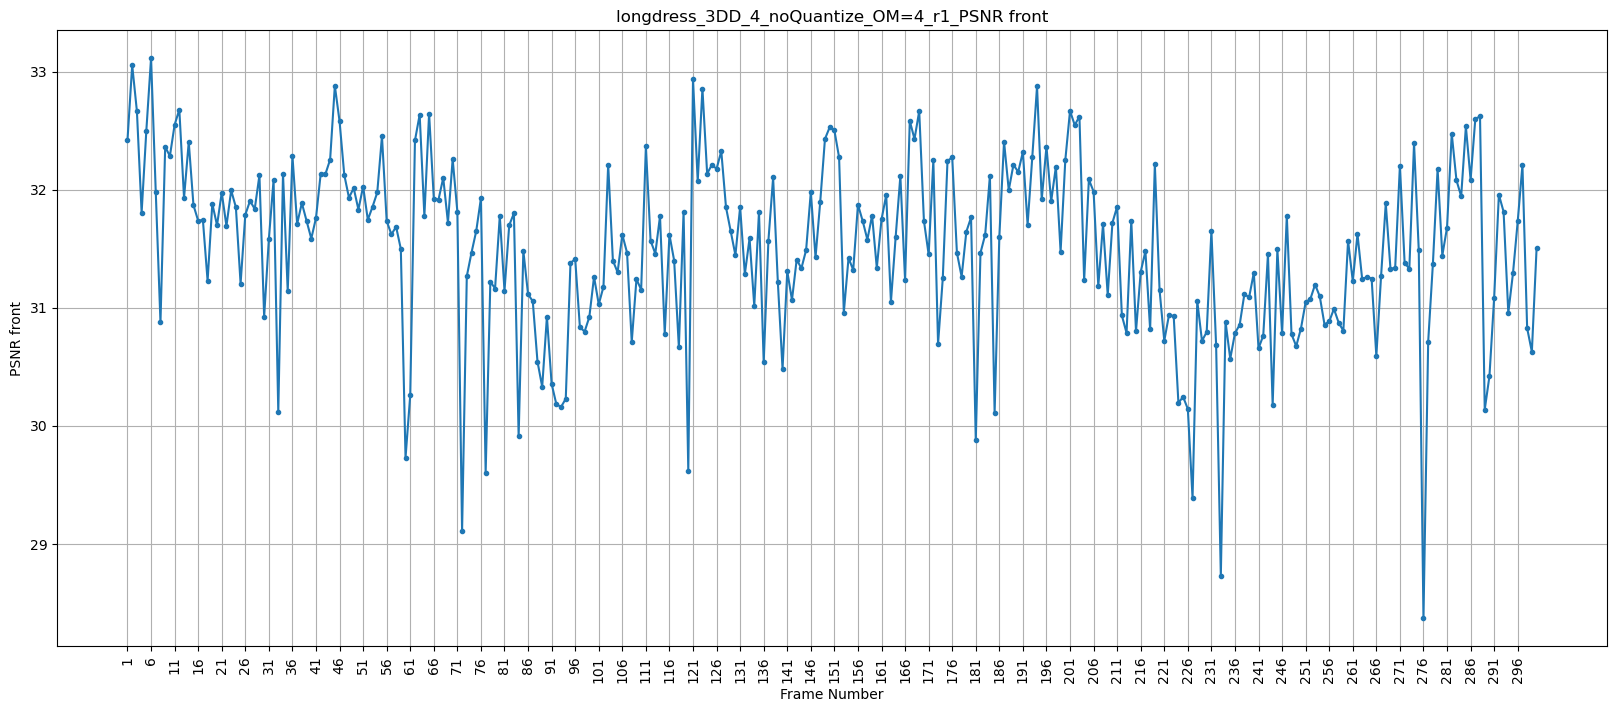 longdress_3DD_4_noQuantize_OM=4_r1_PSNR front
PSNR front
33
32
31
30
29
1 6 11 16 21 26 31 36 41 46 51 56 61 66 71 76 81 86 91 96 101 106 111 116 121 126 131 136 141 146 151 156 161 166 171 176 181 186 191 196 201 206 211 216 221 226 231 236 241 246 251 256 261 266 271 276 281 286 291 296
Frame Number